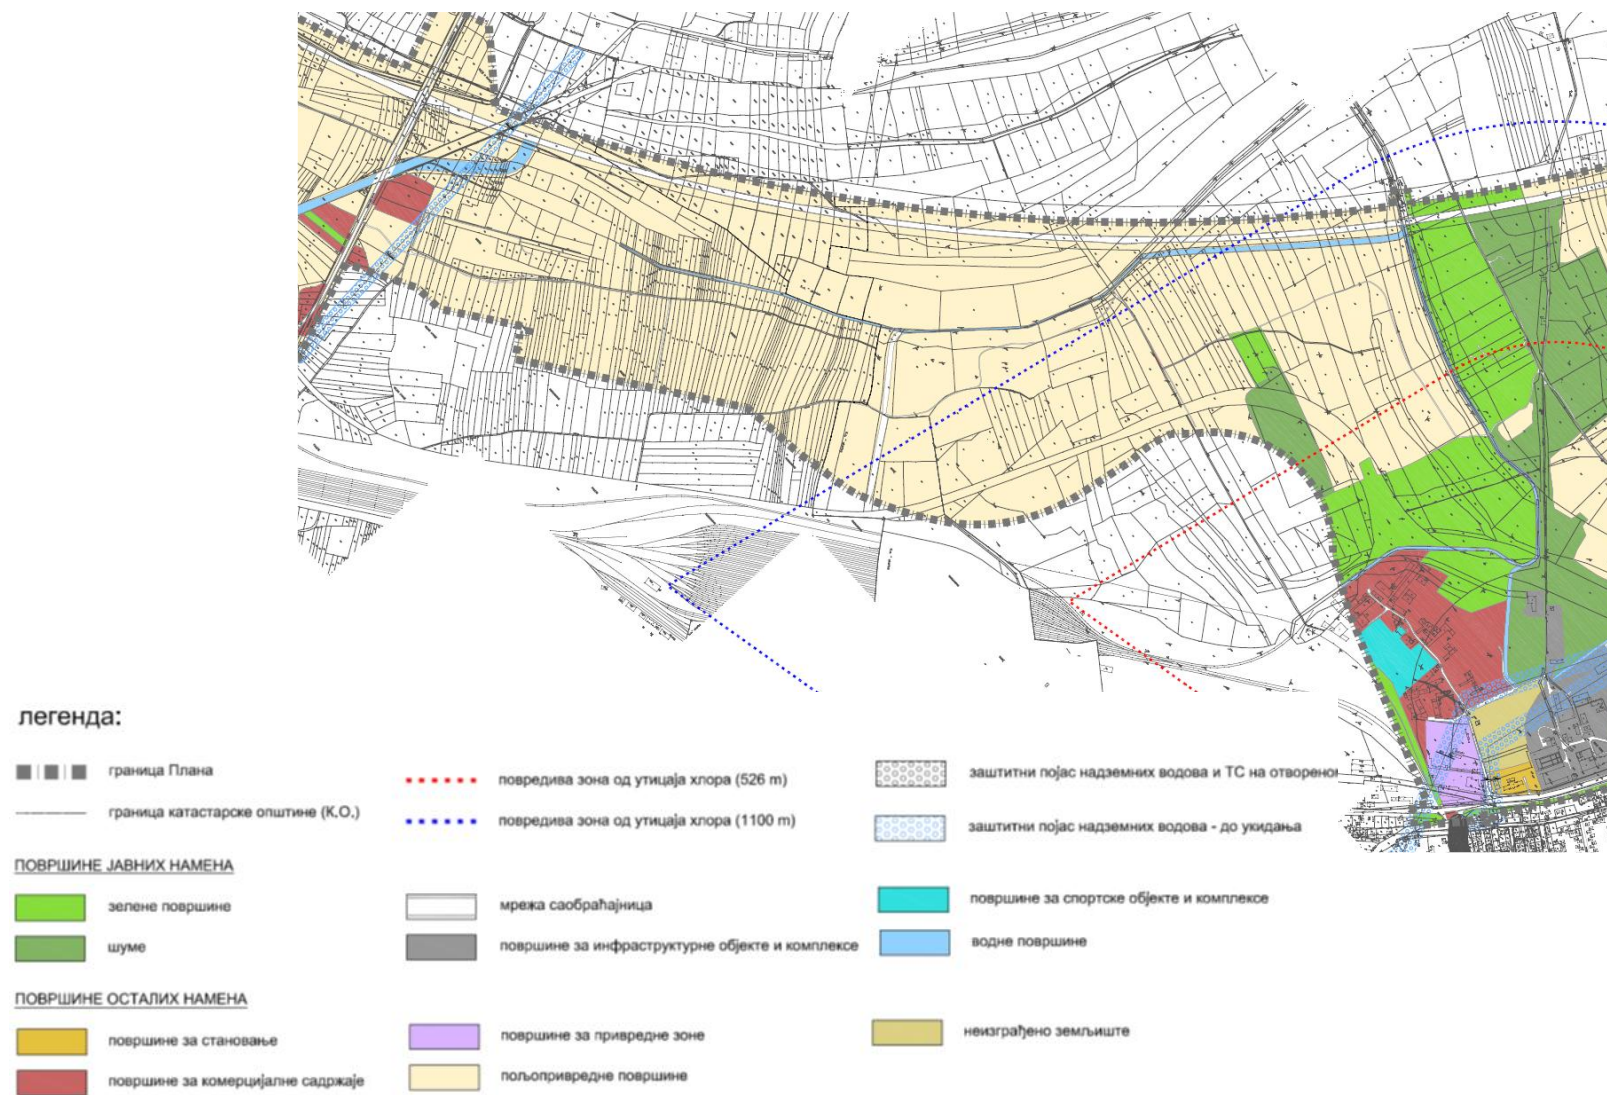 легенда:
граница Плана
граница катастарске општине (К.О.)
повредива зона од утицаја хлора (526 m)
повредива зона од утицаја хлора (1100 m)
заштитни појас надземних водова и ТС на отворено
заштитни појас надземних водова - до укидања
ПОВРШИНЕ ЈАВНИХ НАМЕНА
зелене површине
шуме
мрежа саобраћајница
површине за инфраструктурне објекте и комплексе
површине за спортске објекте и комплексе
водне површине
ПОВРШИНЕ ОСТАЛИХ НАМЕНА
површине за становање
површине за комерцијалне садржаје
површине за привредне зоне
пољопривредне површине
неизграђено земљиште